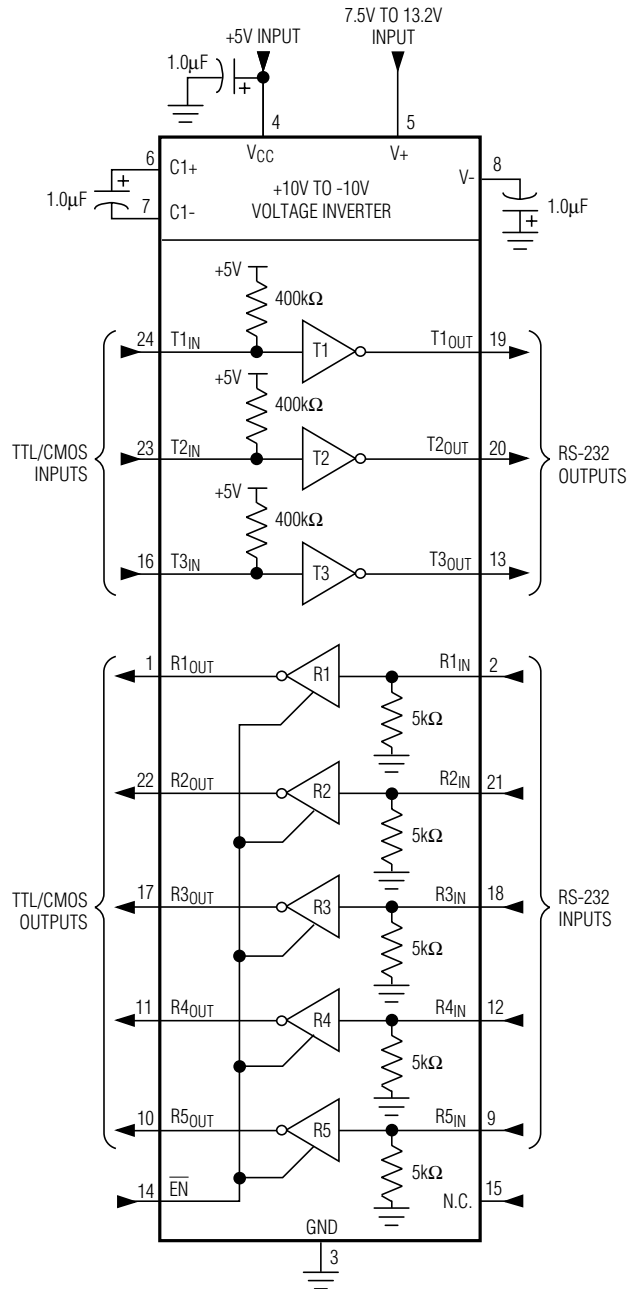 7.5V TO 13.2V
INPUT
+5V INPUT
1.0µF
+
4
5
VCC
V+
6
C1+
+
1.0µF
7
C1-
+10V TO -10V
VOLTAGE INVERTER
V-
8
1.0µF
+
+5V
400kΩ
24
T1IN
T1
T1OUT
19
+5V
400kΩ
23
T2IN
T2
T2OUT
20
TTL/CMOS
INPUTS
RS-232
OUTPUTS
+5V
400kΩ
16
T3IN
T3
T3OUT
13
1
R1OUT
R1
R1IN
2
5kΩ
22
R2OUT
R2
R2IN
21
5kΩ
17
R3OUT
R3
R3IN
18
TTL/CMOS
OUTPUTS
RS-232
INPUTS
5kΩ
11
R4OUT
R4
R4IN
12
5kΩ
10
R5OUT
R5
R5IN
9
5kΩ
14
EN
N.C.
15
GND
3